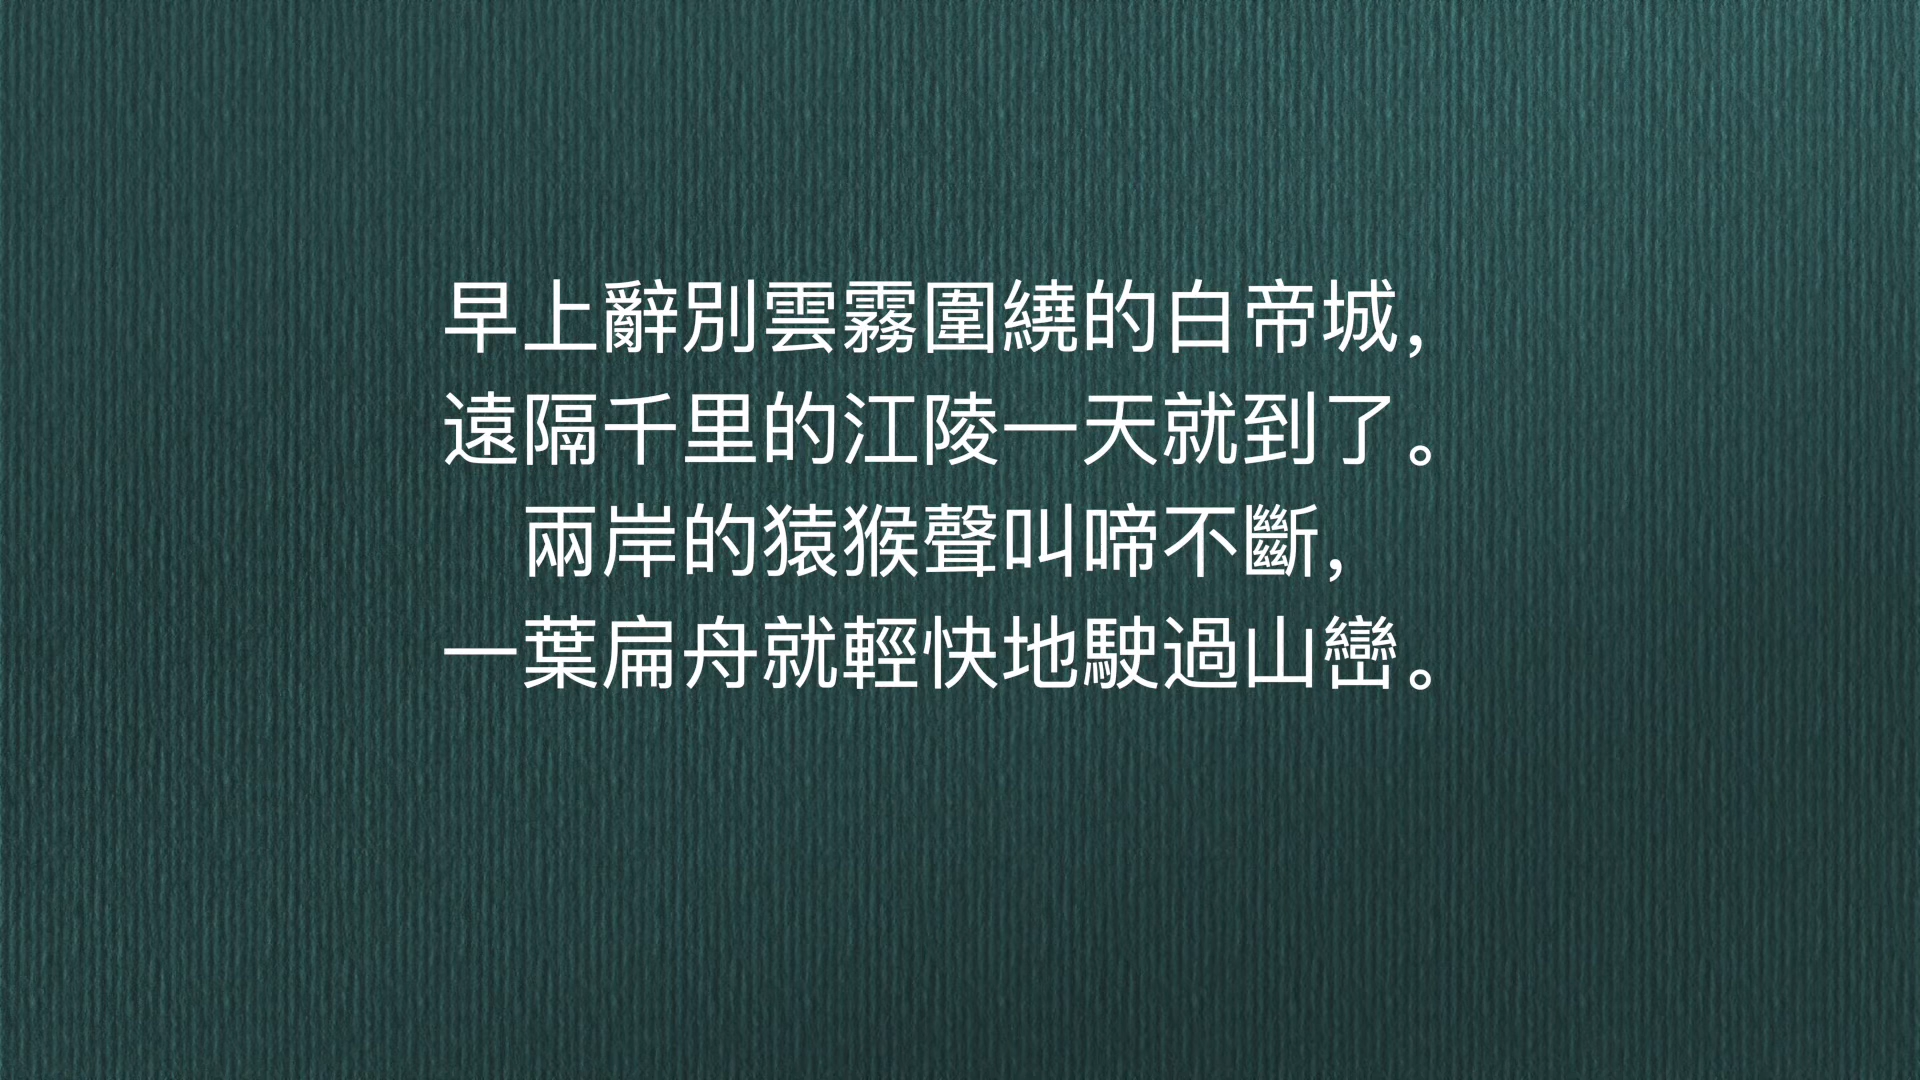 早上辭別雲霧圍繞的白帝城，
遠隔千里的江陵一天就到了。
兩岸的猿猴聲叫啼不斷，
一葉扁舟就輕快地駛過山巒。